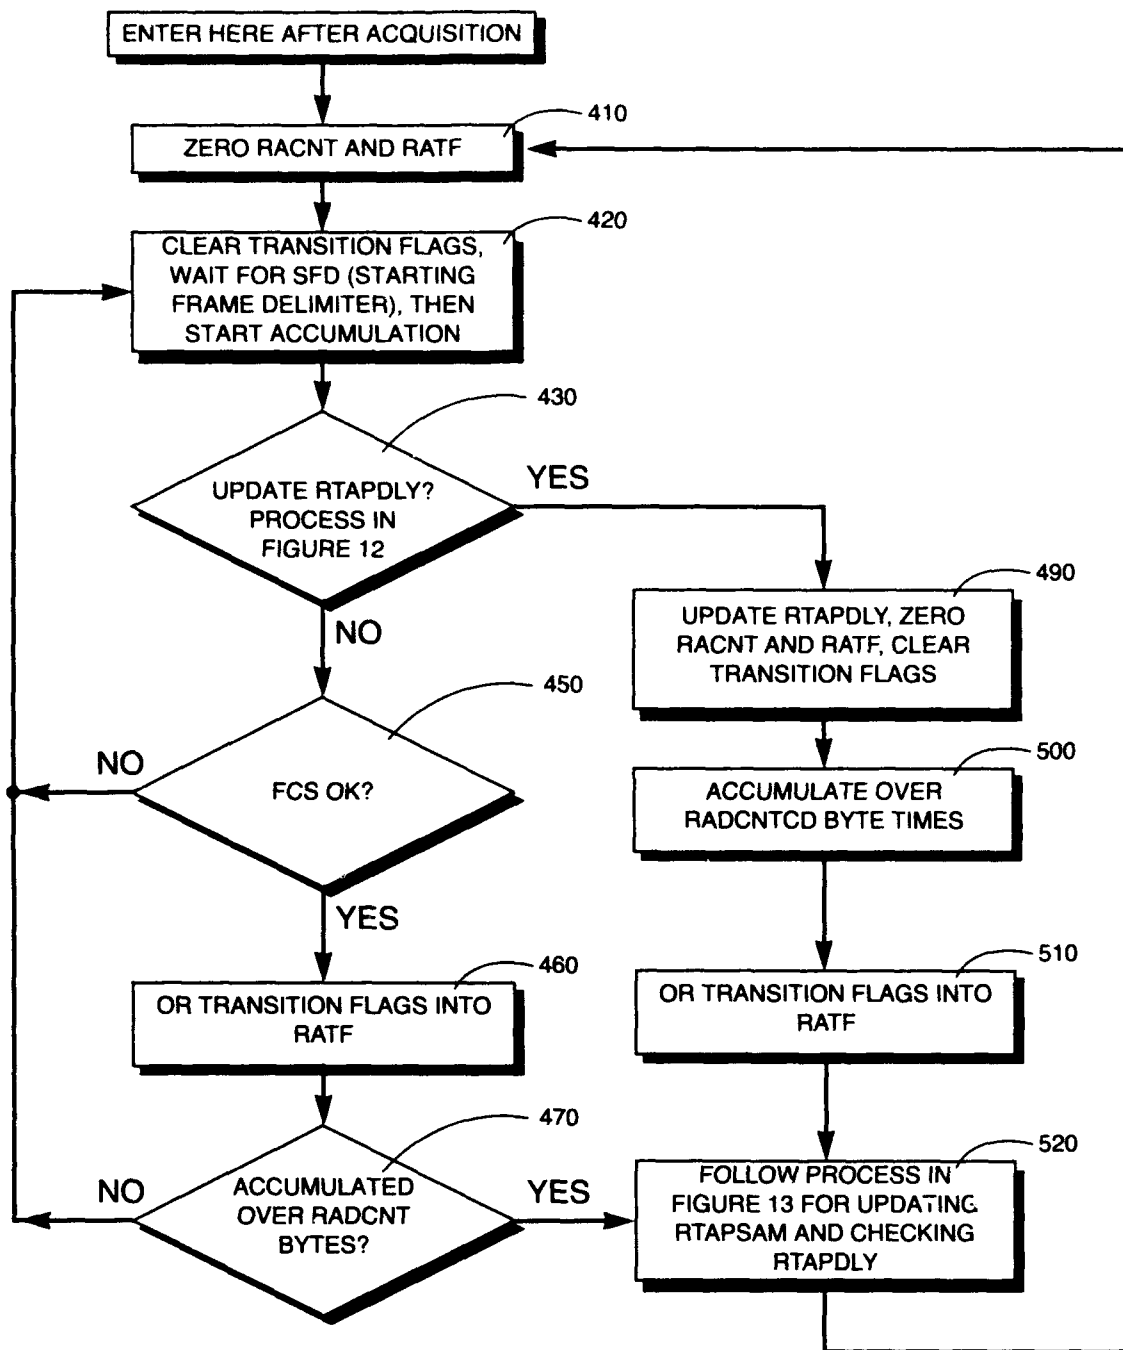 ENTER HERE AFTER ACQUISITION
410
ZERO RACNT AND RATF
420
CLEAR TRANSITION FLAGS,
WAIT FOR SFD (STARTING
FRAME DELIMITER), THEN
START ACCUMULATION
430
UPDATE RTAPDLY?
PROCESS IN
FIGURE 12
YES
NO
490
UPDATE RTAPDLY, ZERO
RACNT AND RATF, CLEAR
TRANSITION FLAGS
450
FCS OK?
NO
YES
500
ACCUMULATE OVER
RADCNTCD BYTE TIMES
460
OR TRANSITION FLAGS INTO
RATF
510
OR TRANSITION FLAGS INTO
RATF
470
ACCUMULATED
OVER RADCNT
BYTES?
NO
YES
520
FOLLOW PROCESS IN
FIGURE 13 FOR UPDATING
RTAPSAM AND CHECKING
RTAPDLY